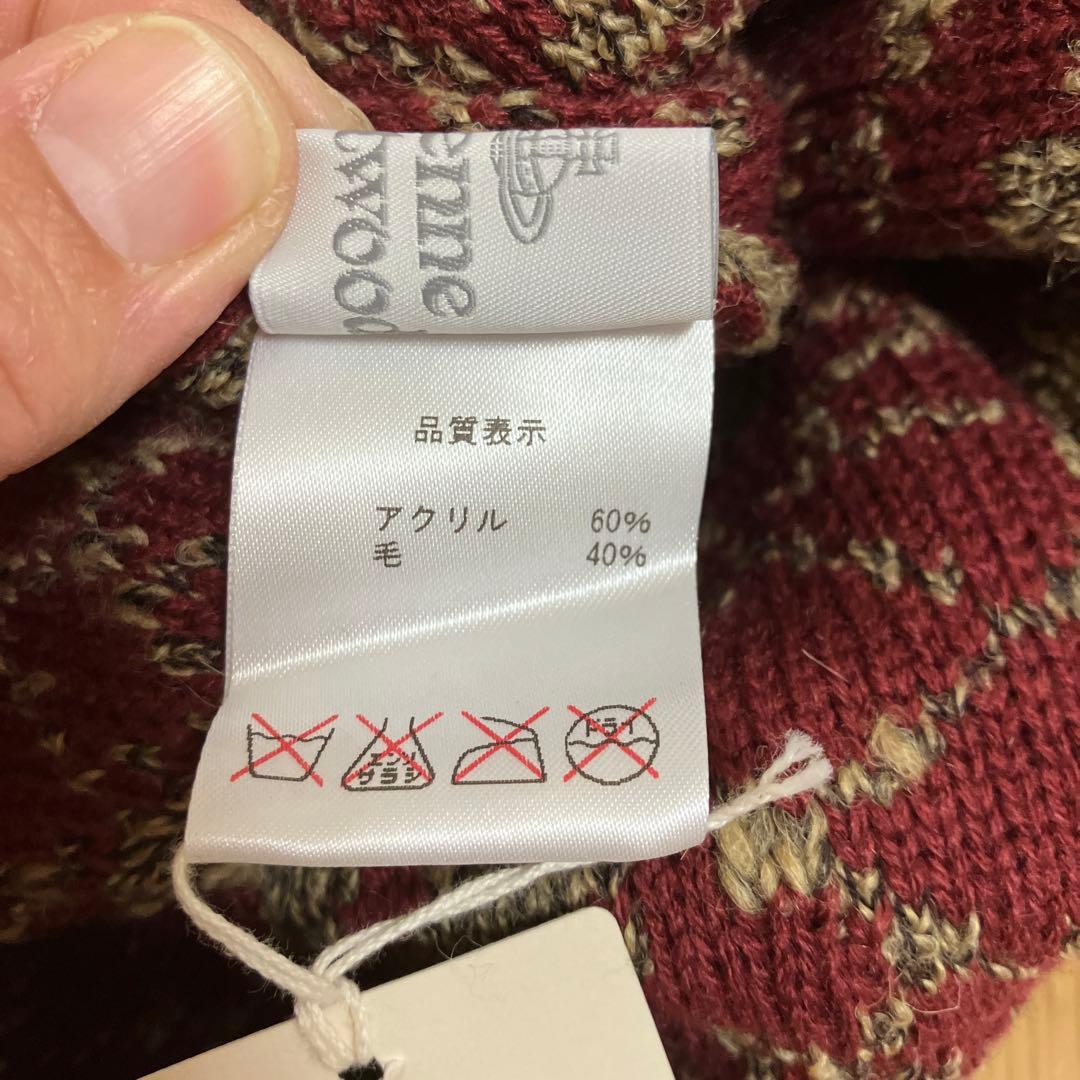 品質表示
アクリル 60%
毛 40%
エンソ
サラシ
ドライ